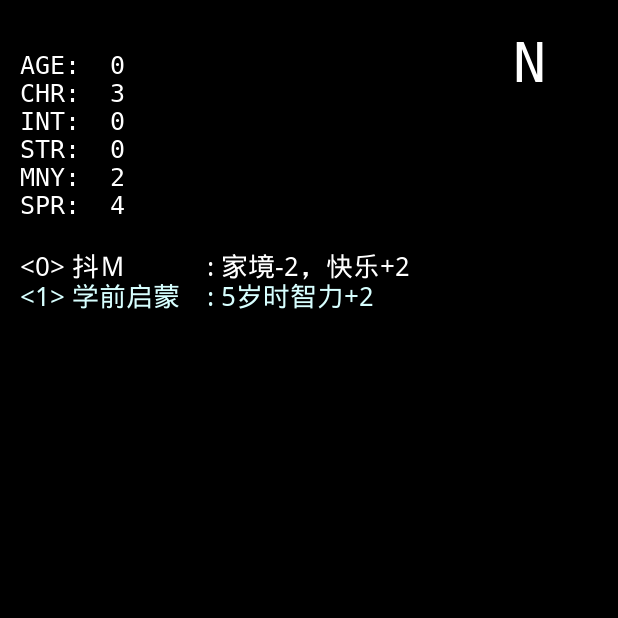 N
AGE: 0
CHR: 3
INT: 0
STR: 0
MNY: 2
SPR: 4
<0> 抖M : 家境-2，快乐+2
<1> 学前启蒙 : 5岁时智力+2